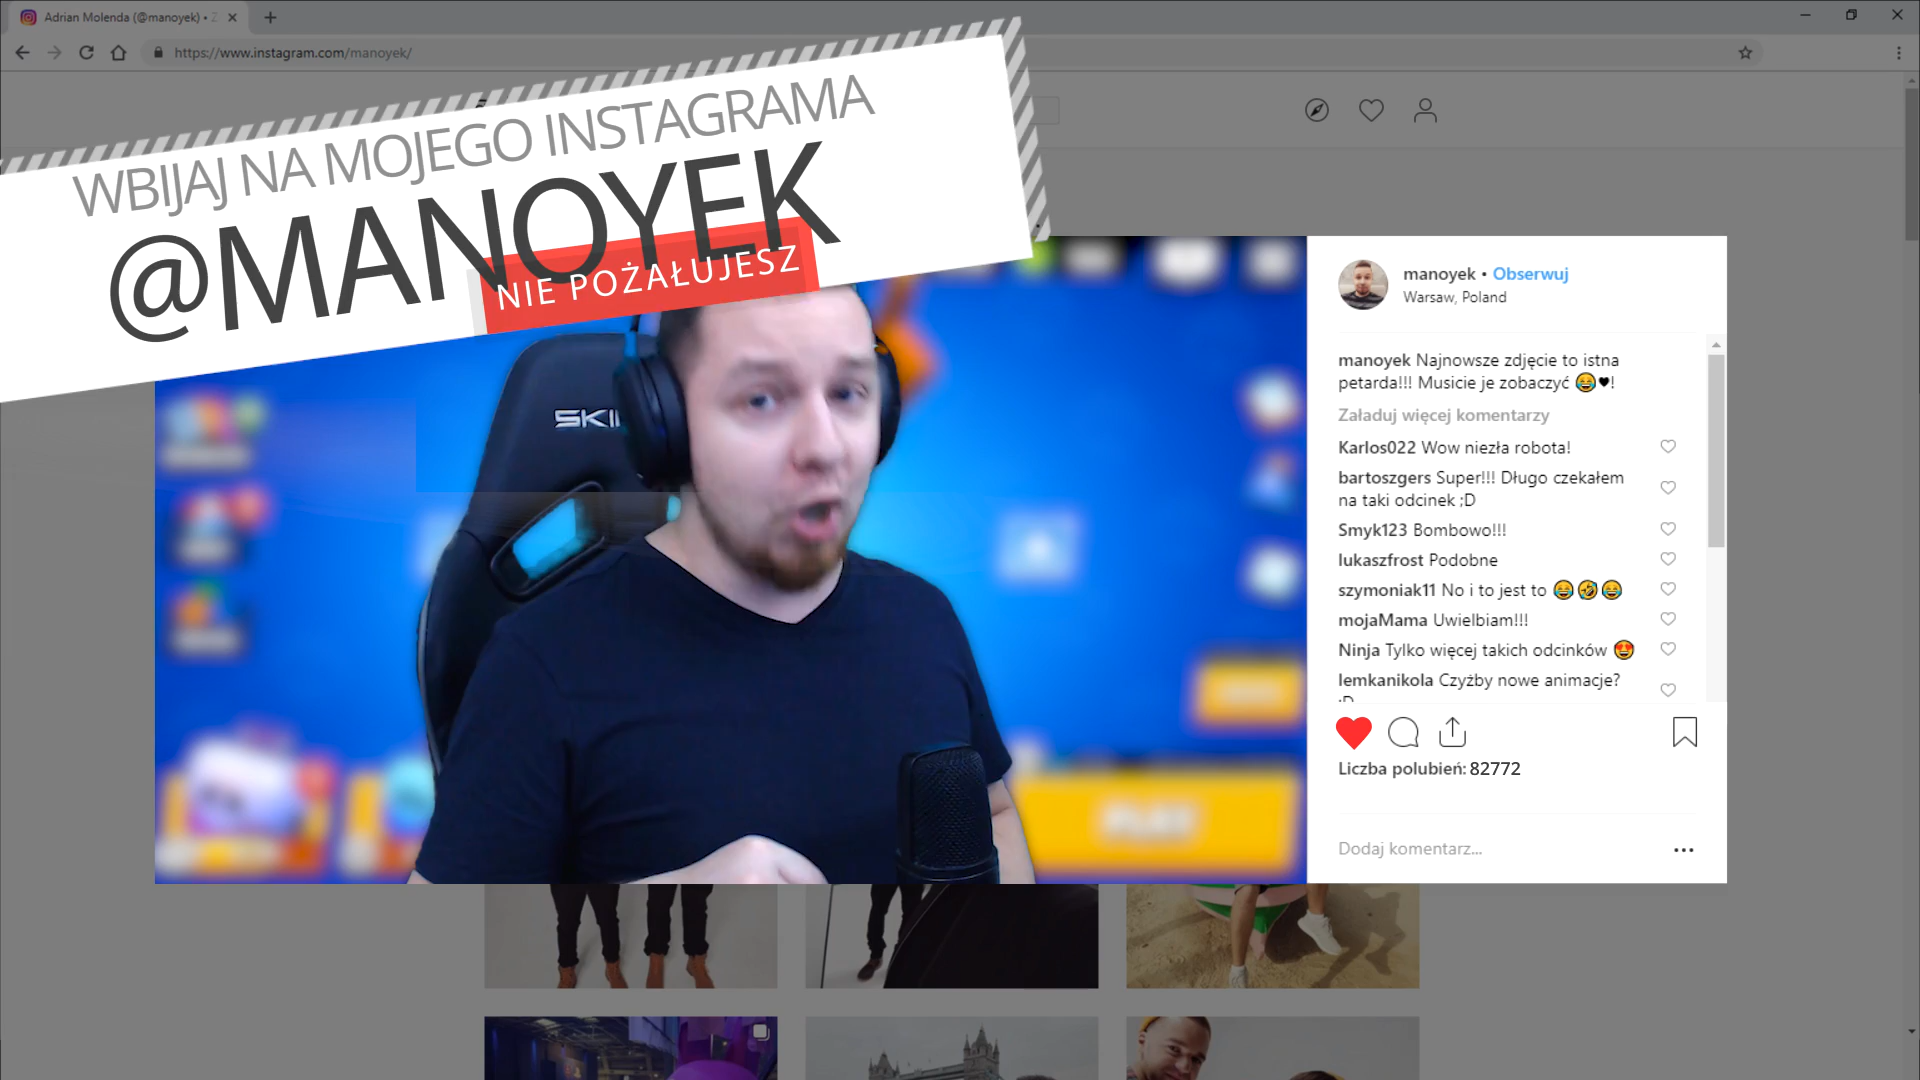 Adrian Molenda (@manoyek) •
https://www.instagram.com/manoyek/
WBIJAJ NA MOJEGO INSTAGRAMA
@MANOYEK
NIE POŻAŁUJESZ
SKI
PLAY
manoyek • Obserwuj
Warsaw, Poland
manoyek Najnowsze zdjęcie to istna
petarda!!! Musicie je zobaczyć 😂♥!
Załaduj więcej komentarzy
Karlos022 Wow niezła robota!
bartoszgers Super!!! Długo czekałem
na taki odcinek ;D
Smyk123 Bombowo!!!
lukaszfrost Podobne
szymoniak11 No i to jest to 😂🤣😂
mojaMama Uwielbiam!!!
Ninja Tylko więcej takich odcinków 😍
lemkanikola Czyżby nowe animacje?
:D
Liczba polubień: 82772
Dodaj komentarz...